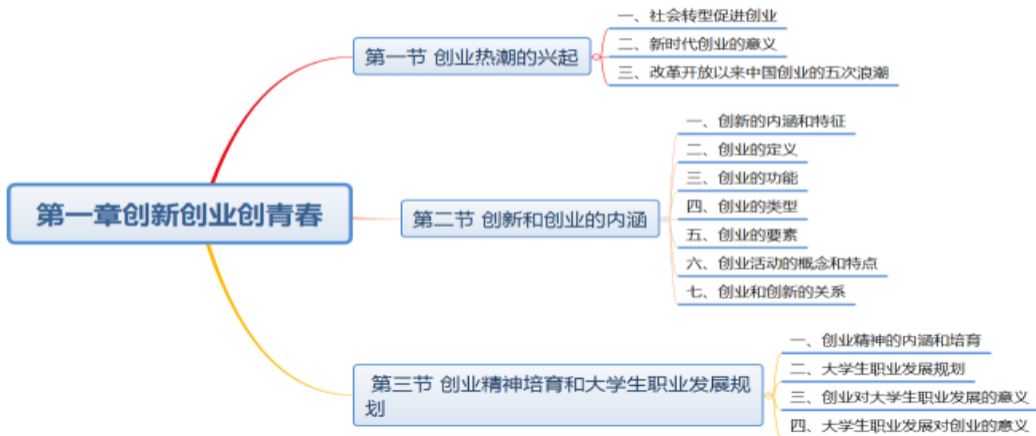 第一章创新创业创青春
第一节 创业热潮的兴起
一、社会转型促进创业
二、新时代创业的意义
三、改革开放以来中国创业的五次浪潮
第二节 创新和创业的内涵
一、创新的内涵和特征
二、创业的定义
三、创业的功能
四、创业的类型
五、创业的要素
六、创业活动的概念和特点
七、创业和创新的关系
第三节 创业精神培育和大学生职业发展规
划
一、创业精神的内涵和培育
二、大学生职业发展规划
三、创业对大学生职业发展的意义
四、大学生职业发展对创业的意义